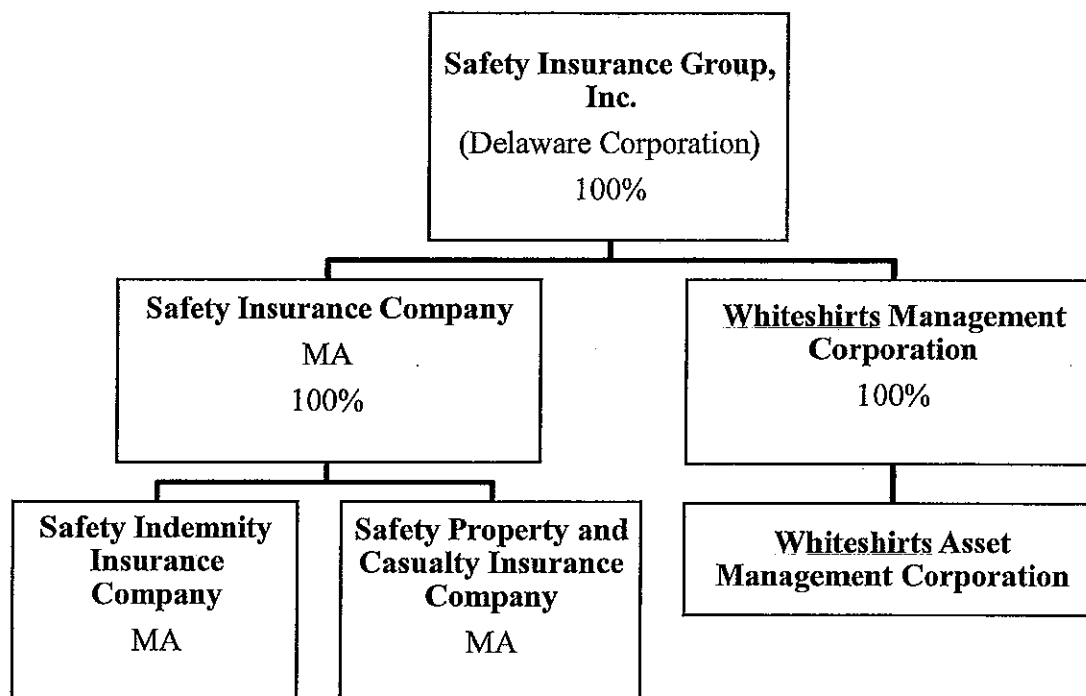 Safety Insurance Group,
Inc.
(Delaware Corporation)
100%
Safety Insurance Company
MA
100%
Whiteshirts Management
Corporation
100%
Safety Indemnity
Insurance
Company
MA
Safety Property and
Casualty Insurance
Company
MA
Whiteshirts Asset
Management Corporation